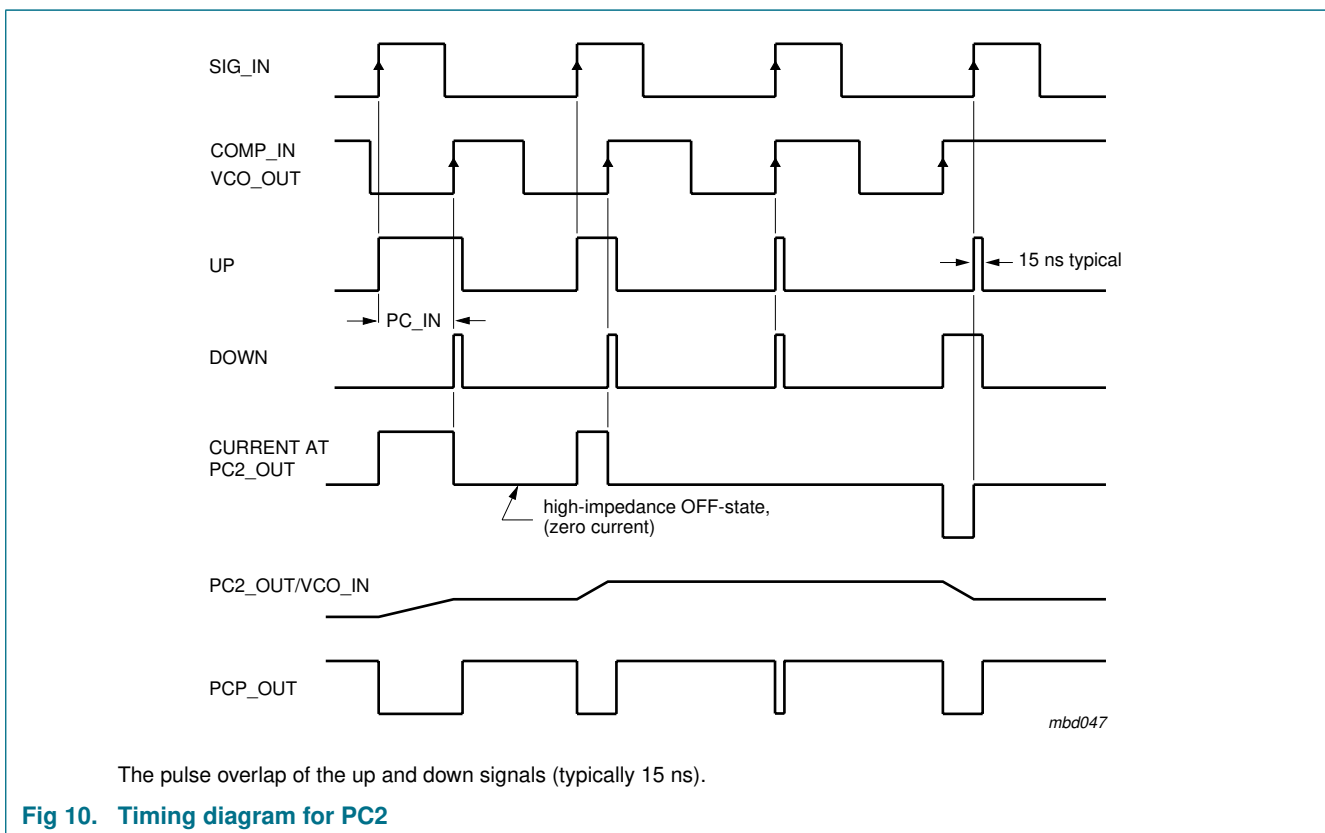 SIG_IN
COMP_IN
VCO_OUT
UP
15 ns typical
PC_IN
DOWN
CURRENT AT
PC2_OUT
high-impedance OFF-state,
(zero current)
PC2_OUT/VCO_IN
PCP_OUT
mbd047
The pulse overlap of the up and down signals (typically 15 ns).
Fig 10. Timing diagram for PC2